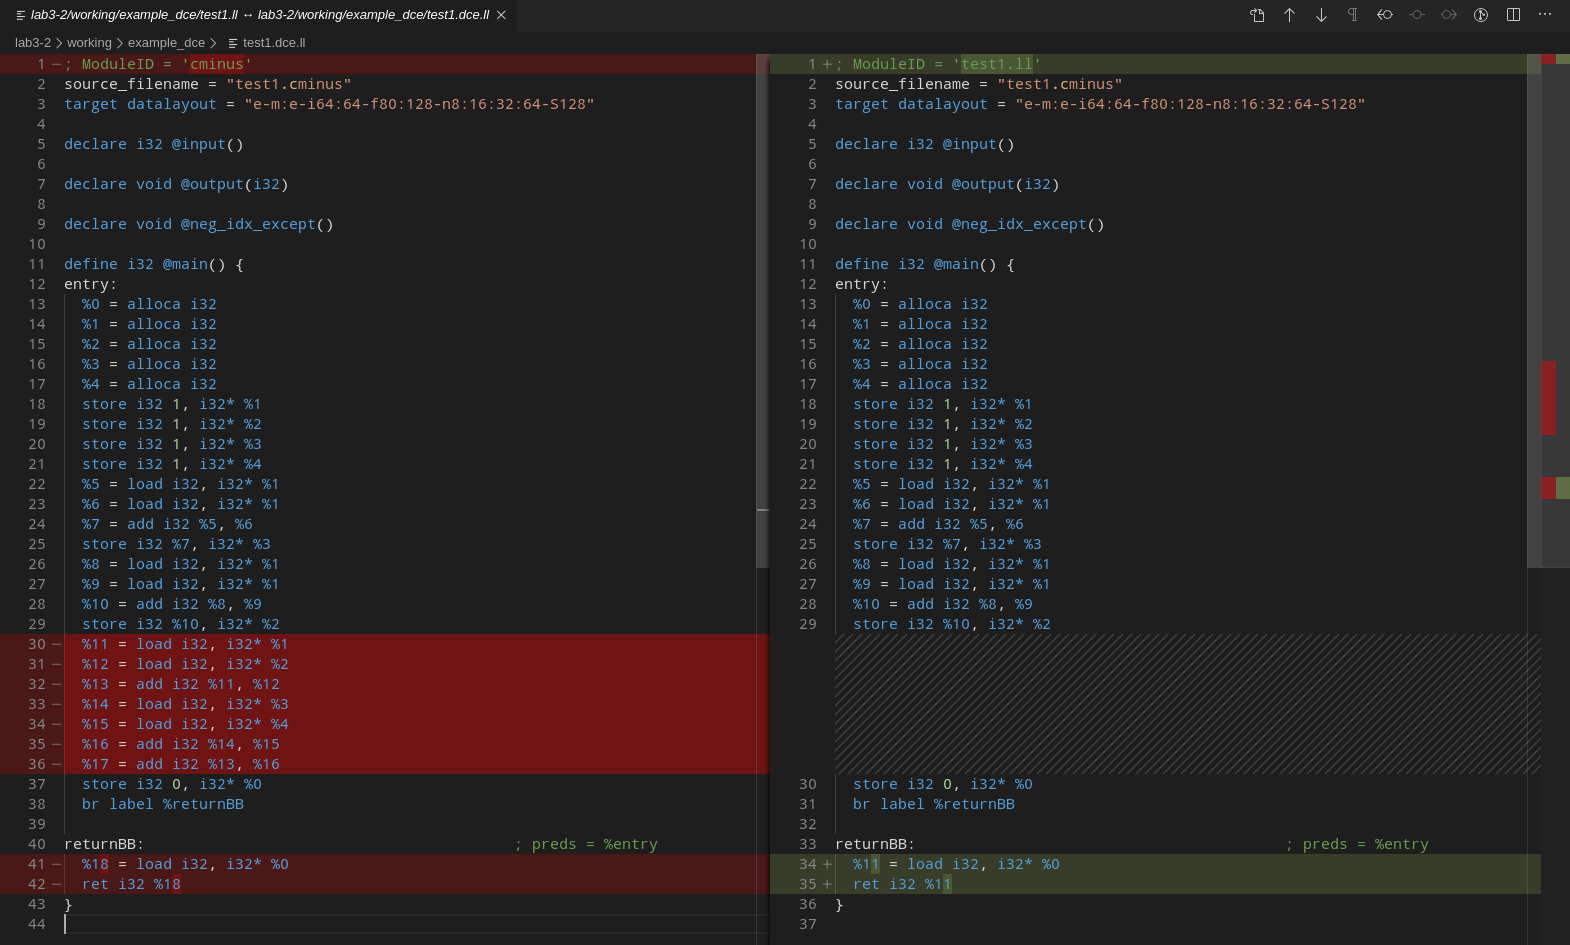 lab3-2/working/example_dce/test1.ll ↔ lab3-2/working/example_dce/test1.dce.ll
lab3-2 > working > example_dce > test1.dce.ll
1 − ; ModuleID = 'cminus'
2 source_filename = "test1.cminus"
3 target datalayout = "e-m:e-i64:64-f80:128-n8:16:32:64-S128"
4
5 declare i32 @input()
6
7 declare void @output(i32)
8
9 declare void @neg_idx_except()
10
11 define i32 @main() {
12 entry:
13 %0 = alloca i32
14 %1 = alloca i32
15 %2 = alloca i32
16 %3 = alloca i32
17 %4 = alloca i32
18 store i32 1, i32* %1
19 store i32 1, i32* %2
20 store i32 1, i32* %3
21 store i32 1, i32* %4
22 %5 = load i32, i32* %1
23 %6 = load i32, i32* %1
24 %7 = add i32 %5, %6
25 store i32 %7, i32* %3
26 %8 = load i32, i32* %1
27 %9 = load i32, i32* %1
28 %10 = add i32 %8, %9
29 store i32 %10, i32* %2
30 − %11 = load i32, i32* %1
31 − %12 = load i32, i32* %2
32 − %13 = add i32 %11, %12
33 − %14 = load i32, i32* %3
34 − %15 = load i32, i32* %4
35 − %16 = add i32 %14, %15
36 − %17 = add i32 %13, %16
37 store i32 0, i32* %0
38 br label %returnBB
39
40 returnBB: ; preds = %entry
41 − %18 = load i32, i32* %0
42 − ret i32 %18
43 }
44
1 + ; ModuleID = 'test1.ll'
2 source_filename = "test1.cminus"
3 target datalayout = "e-m:e-i64:64-f80:128-n8:16:32:64-S128"
4
5 declare i32 @input()
6
7 declare void @output(i32)
8
9 declare void @neg_idx_except()
10
11 define i32 @main() {
12 entry:
13 %0 = alloca i32
14 %1 = alloca i32
15 %2 = alloca i32
16 %3 = alloca i32
17 %4 = alloca i32
18 store i32 1, i32* %1
19 store i32 1, i32* %2
20 store i32 1, i32* %3
21 store i32 1, i32* %4
22 %5 = load i32, i32* %1
23 %6 = load i32, i32* %1
24 %7 = add i32 %5, %6
25 store i32 %7, i32* %3
26 %8 = load i32, i32* %1
27 %9 = load i32, i32* %1
28 %10 = add i32 %8, %9
29 store i32 %10, i32* %2
30 store i32 0, i32* %0
31 br label %returnBB
32
33 returnBB: ; preds = %entry
34 + %11 = load i32, i32* %0
35 + ret i32 %11
36 }
37